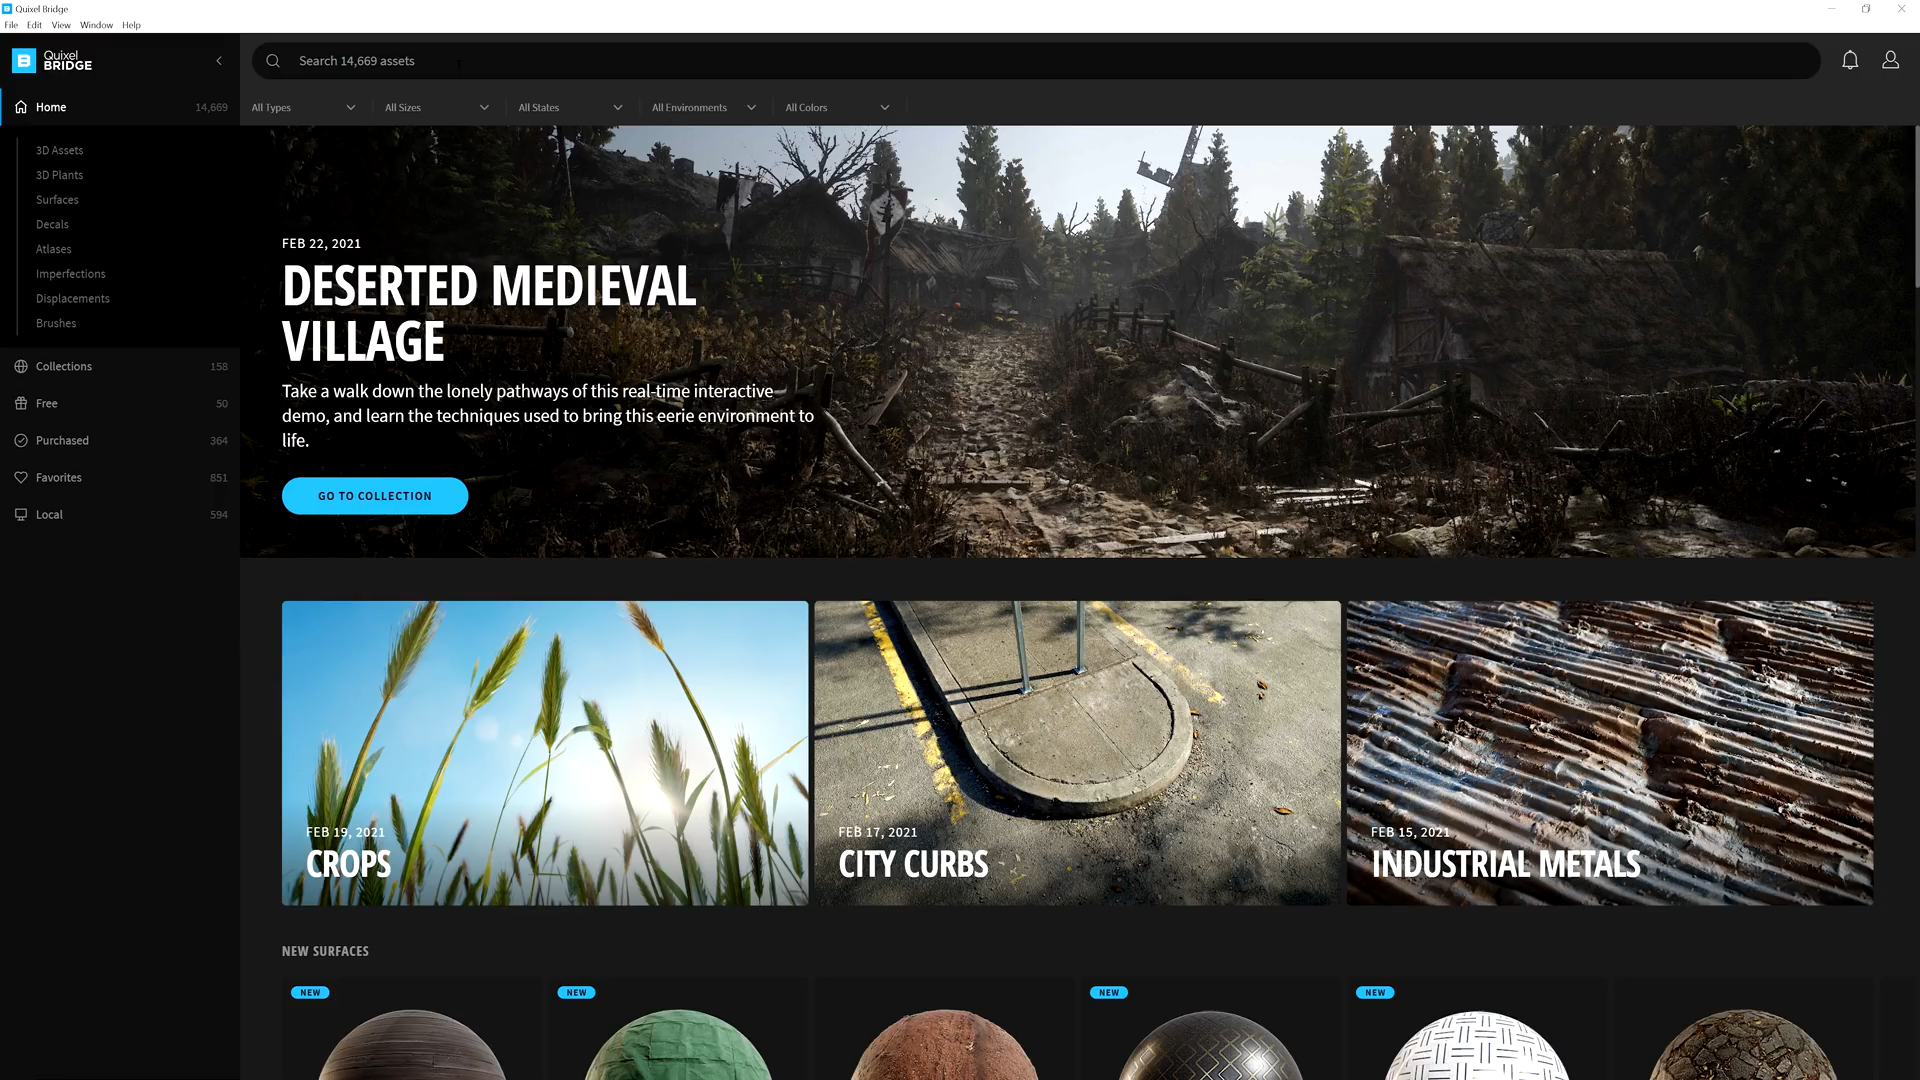 Quixel Bridge
File Edit View Window Help
Quixel
BRIDGE
Search 14,669 assets
Home 14,669
All Types All Sizes All States All Environments All Colors
3D Assets
3D Plants
Surfaces
Decals
Atlases
Imperfections
Displacements
Brushes
Collections 158
Free 50
Purchased 364
Favorites 851
Local 594
FEB 22, 2021
DESERTED MEDIEVAL
VILLAGE
Take a walk down the lonely pathways of this real-time interactive
demo, and learn the techniques used to bring this eerie environment to
life.
GO TO COLLECTION
FEB 19, 2021
CROPS
FEB 17, 2021
CITY CURBS
FEB 15, 2021
INDUSTRIAL METALS
NEW SURFACES
NEW NEW NEW NEW